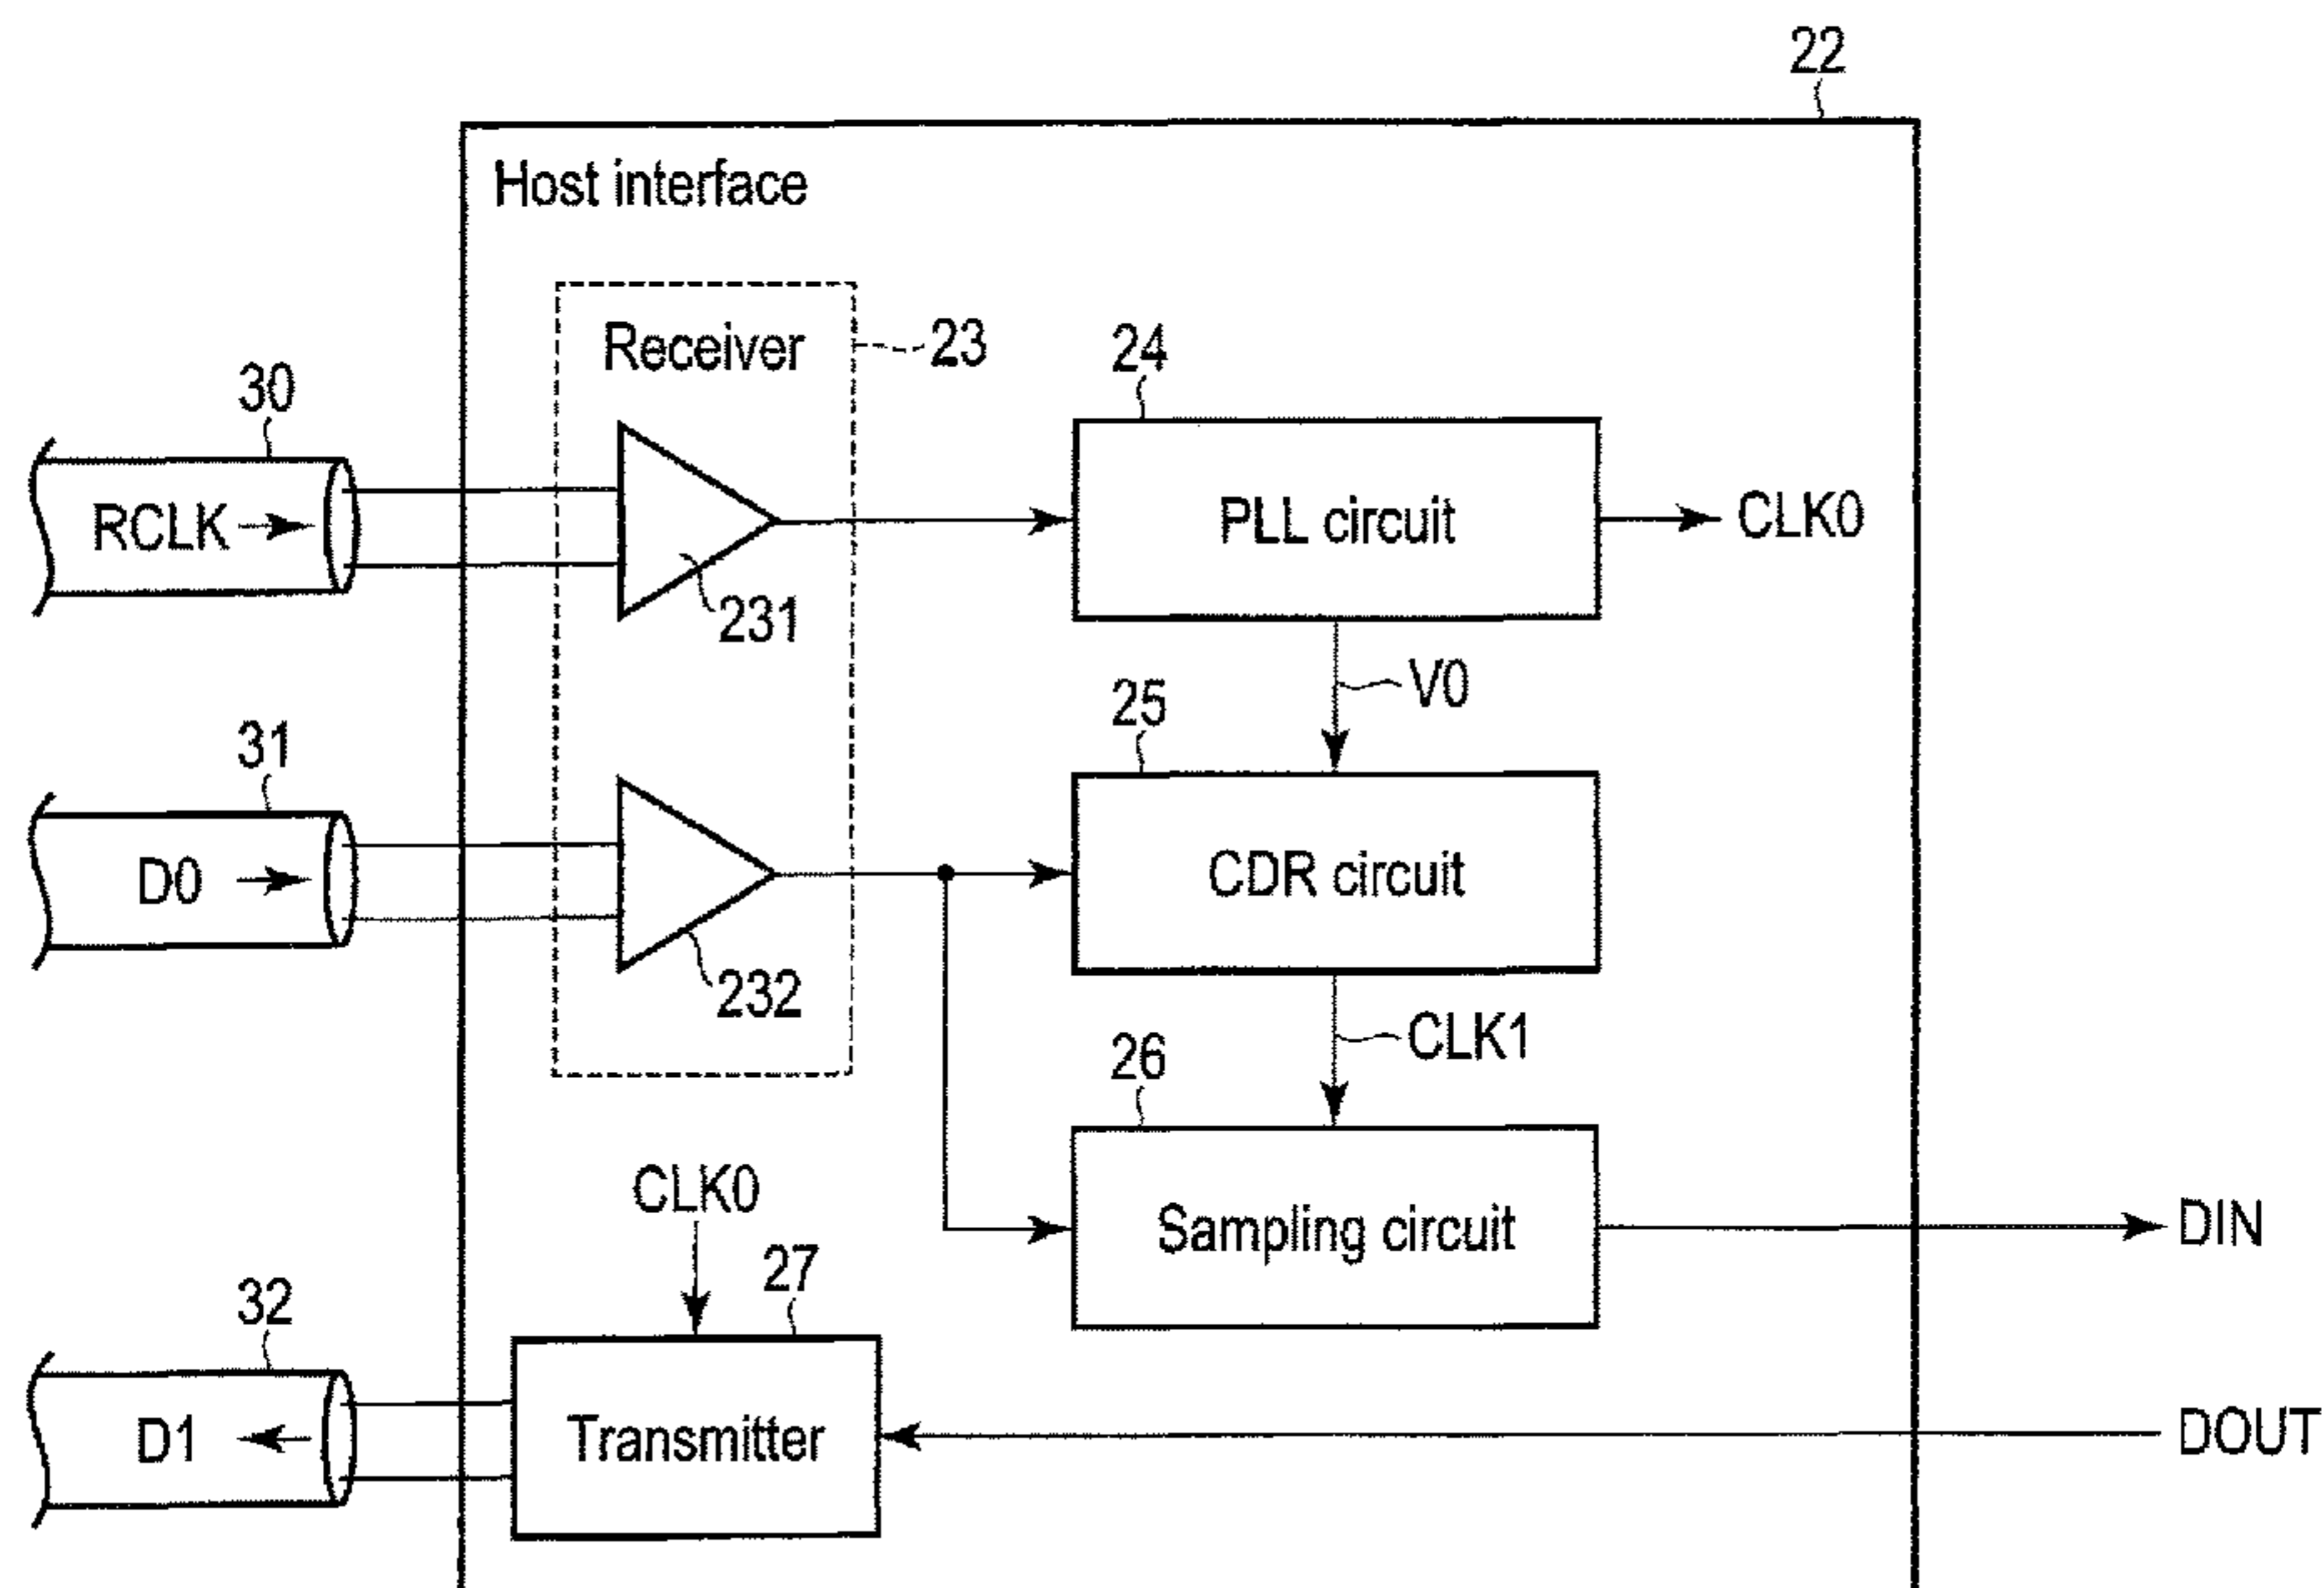 22
Host interface
Receiver
23
24
30
RCLK
231
PLL circuit
CLK0
V0
31
25
D0
232
CDR circuit
CLK1
26
CLK0
27
Sampling circuit
DIN
32
D1
Transmitter
DOUT